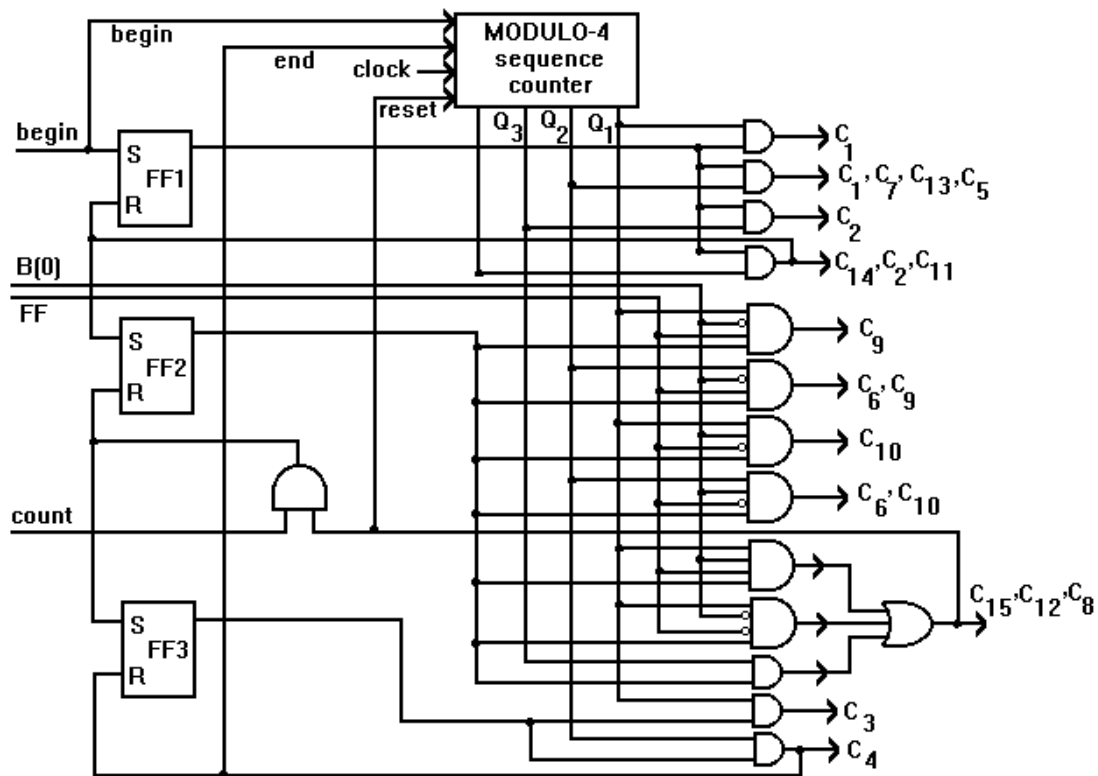 begin
MODULO-4
sequence
counter
end
clock
reset
Q3 Q2 Q1
begin
S
FF1
R
C1
C1,C7,C13,C5
C2
C14,C2,C11
B(0)
FF
S
FF2
R
C9
C6,C9
C10
C6,C10
count
C15,C12,C8
S
FF3
R
C3
C4